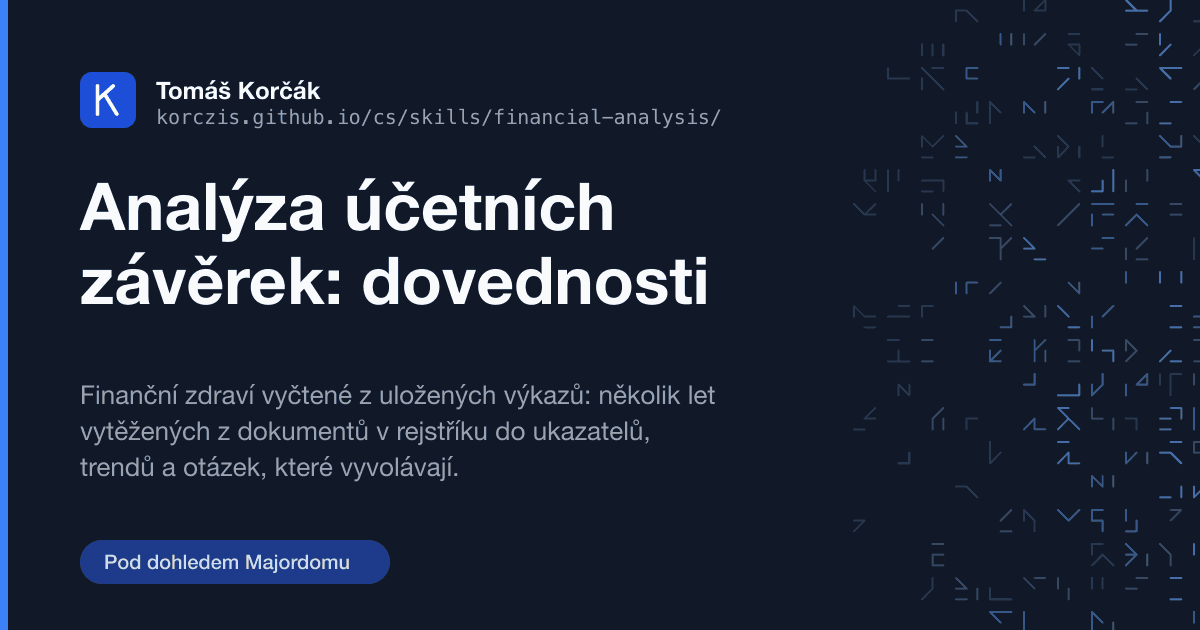 Tomáš Korčák
korczis.github.io/cs/skills/financial-analysis/
Analýza účetních
závěrek: dovednosti
Finanční zdraví vyčtené z uložených výkazů: několik let
vytěžených z dokumentů v rejstříku do ukazatelů,
trendů a otázek, které vyvolávají.
Pod dohledem Majordomu